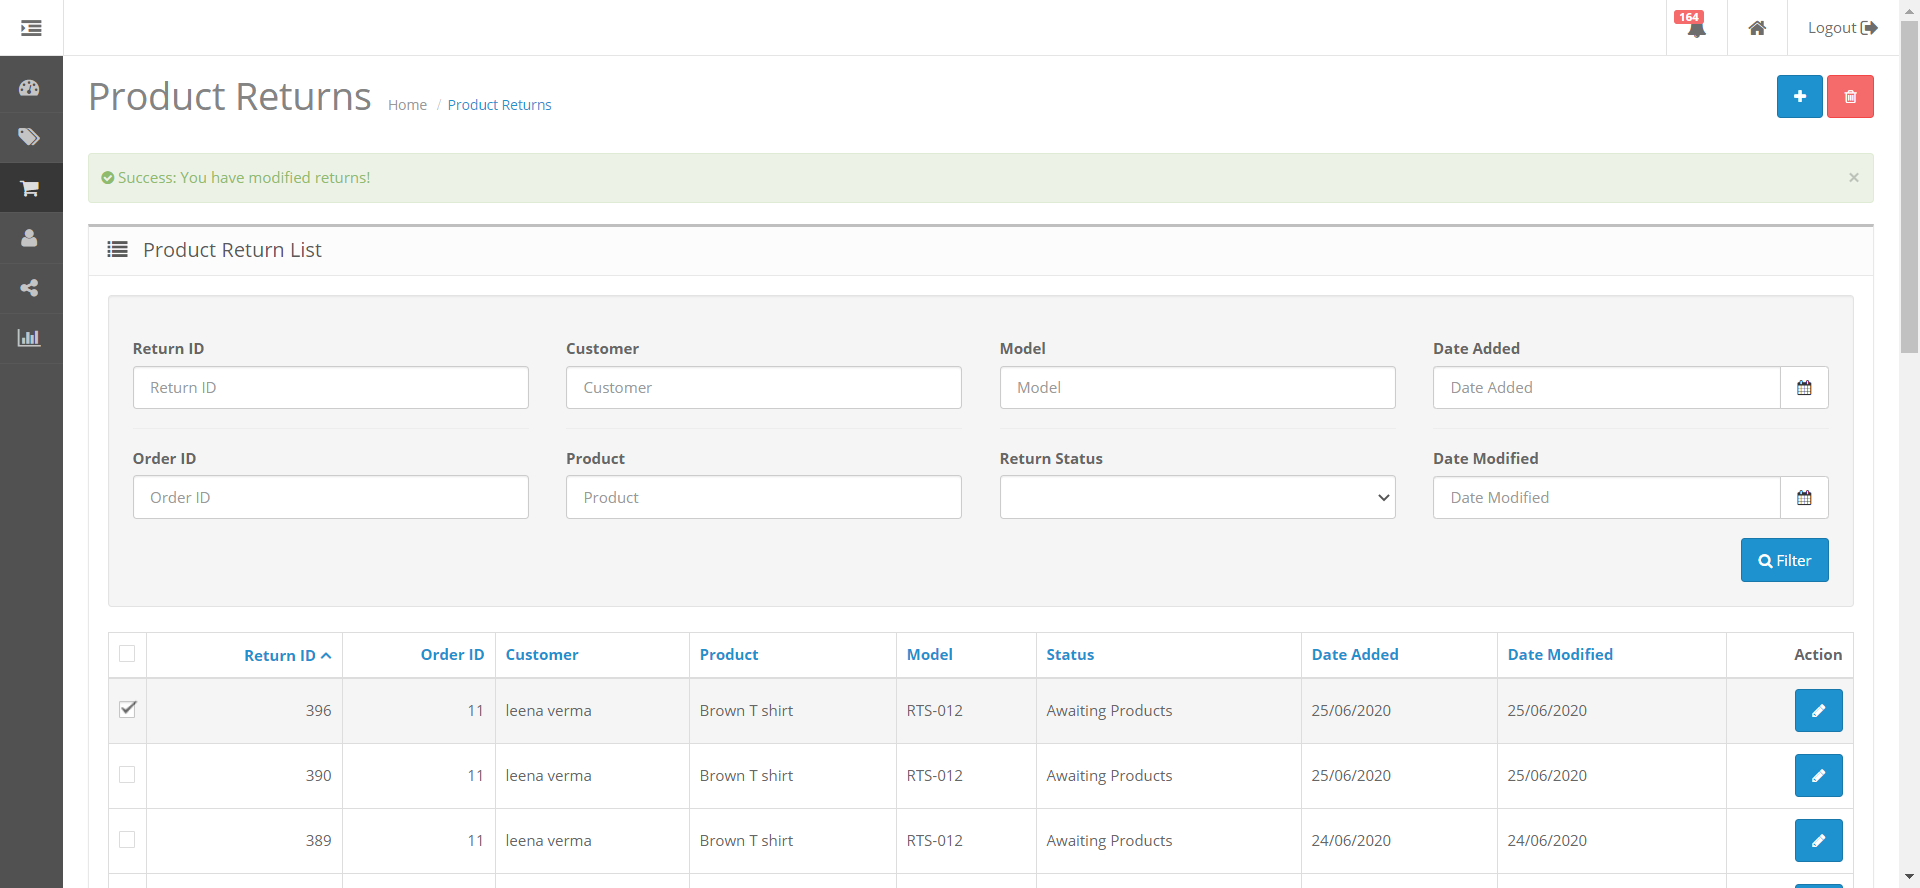 164
Logout
Product Returns
Home / Product Returns
Success: You have modified returns!
×
Product Return List
Return ID
Customer
Model
Date Added
Return ID
Customer
Model
Date Added
Order ID
Product
Return Status
Date Modified
Order ID
Product
Date Modified
Filter
Return ID Order ID Customer Product Model Status Date Added Date Modified Action
396 11 leena verma Brown T shirt RTS-012 Awaiting Products 25/06/2020 25/06/2020
390 11 leena verma Brown T shirt RTS-012 Awaiting Products 25/06/2020 25/06/2020
389 11 leena verma Brown T shirt RTS-012 Awaiting Products 24/06/2020 24/06/2020